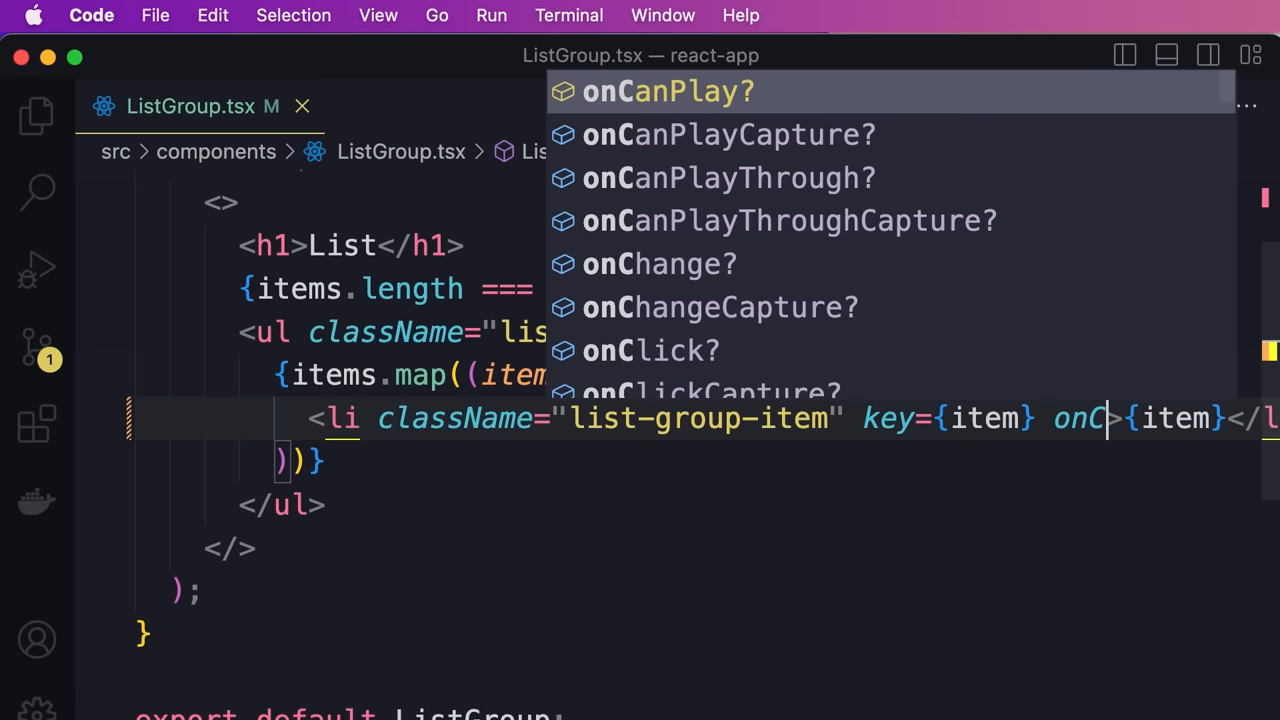 Code File Edit Selection View Go Run Terminal Window Help
ListGroup.tsx — react-app
ListGroup.tsx M
src > components > ListGroup.tsx > Lis
onCanPlay?
onCanPlayCapture?
onCanPlayThrough?
onCanPlayThroughCapture?
onChange?
onChangeCapture?
onClick?
onClickCapture?
<>
<h1>List</h1>
{items.length ===
<ul className="lis
{items.map((item
<li className="list-group-item" key={item} onC>{item}</l
))}
</ul>
</>
);
}
export default ListGroup;
1